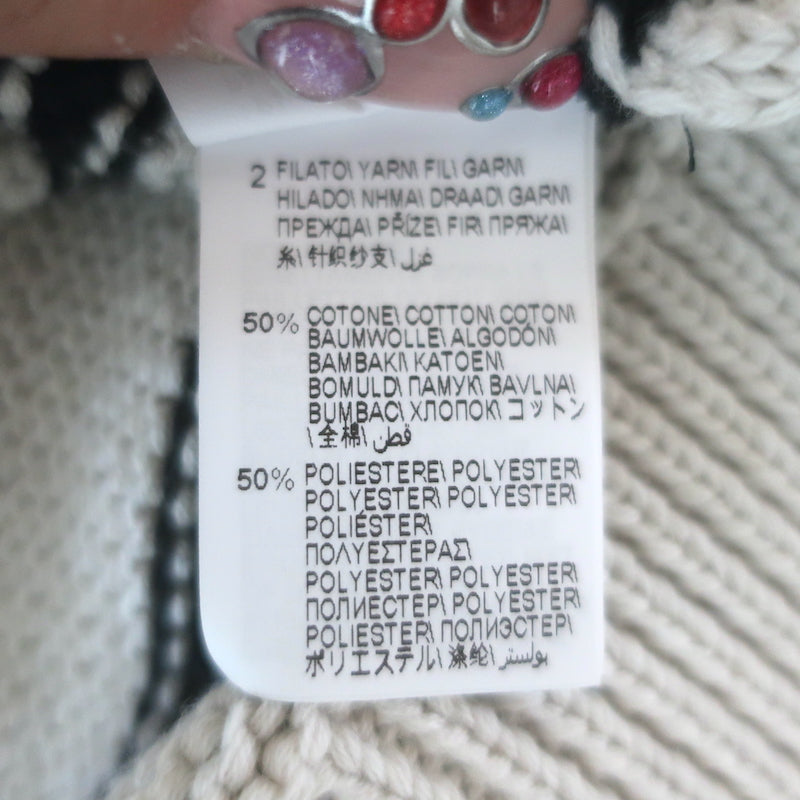 2 FILATO\ YARN\ FIL\ GARN\
HILADO\ NHMA\ DRAAD\ GARN\
ПРЕЖДА\ PŘÍZE\ FIR\ ПРЯЖА\
糸\ 针织纱支\ غزل
50% COTONE\ COTTON\ COTON\
BAUMWOLLE\ ALGODÓN\
BAMBAKI\ KATOEN\
BOMULD\ ПАМУК\ BAVLNA\
BUMBAC\ ХЛОПОК\ コットン
\ 全棉\ قطن
50% POLIESTERE\ POLYESTER\
POLYESTER\ POLYESTER\
POLIÉSTER\
ΠΟΛΥΕΣΤΕΡΑΣ\
POLYESTER\ POLYESTER\
ПОЛИЕСТЕР\ POLYESTER\
POLIESTER\ ПОЛИЭСТЕР\
ポリエステル\ 涤纶\ بولستر